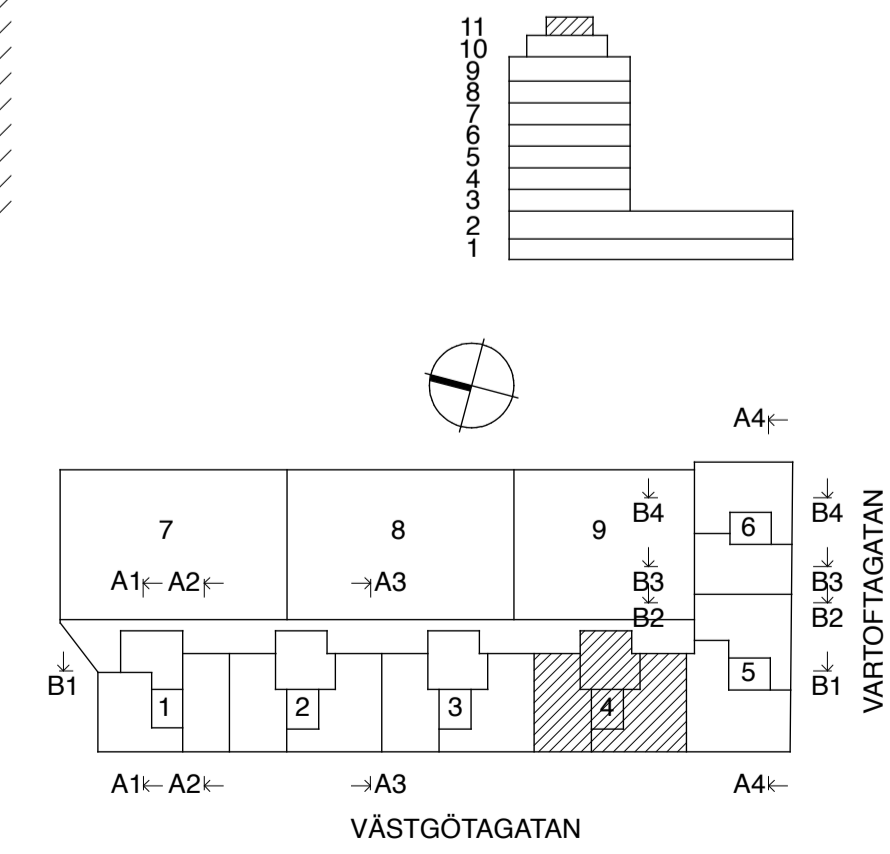 11
10
9
8
7
6
5
4
3
2
1
A4
7
8
9
B4
6
B4
A1 A2
A3
B3
B3
B2
B2
VARTOFTAGATAN
B1
1
2
3
4
5
B1
A1 A2
A3
A4
VÄSTGÖTAGATAN